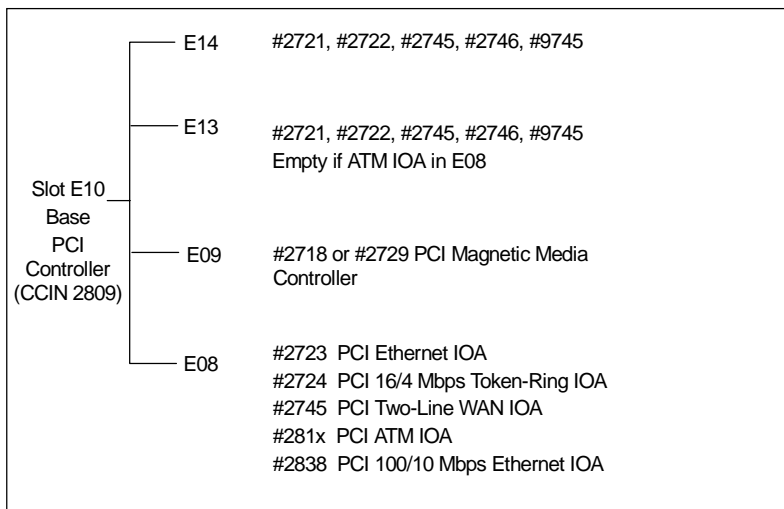 E14 #2721, #2722, #2745, #2746, #9745
E13 #2721, #2722, #2745, #2746, #9745
Empty if ATM IOA in E08
Slot E10
Base
PCI
Controller
(CCIN 2809)
E09 #2718 or #2729 PCI Magnetic Media
Controller
E08 #2723 PCI Ethernet IOA
#2724 PCI 16/4 Mbps Token-Ring IOA
#2745 PCI Two-Line WAN IOA
#281x PCI ATM IOA
#2838 PCI 100/10 Mbps Ethernet IOA